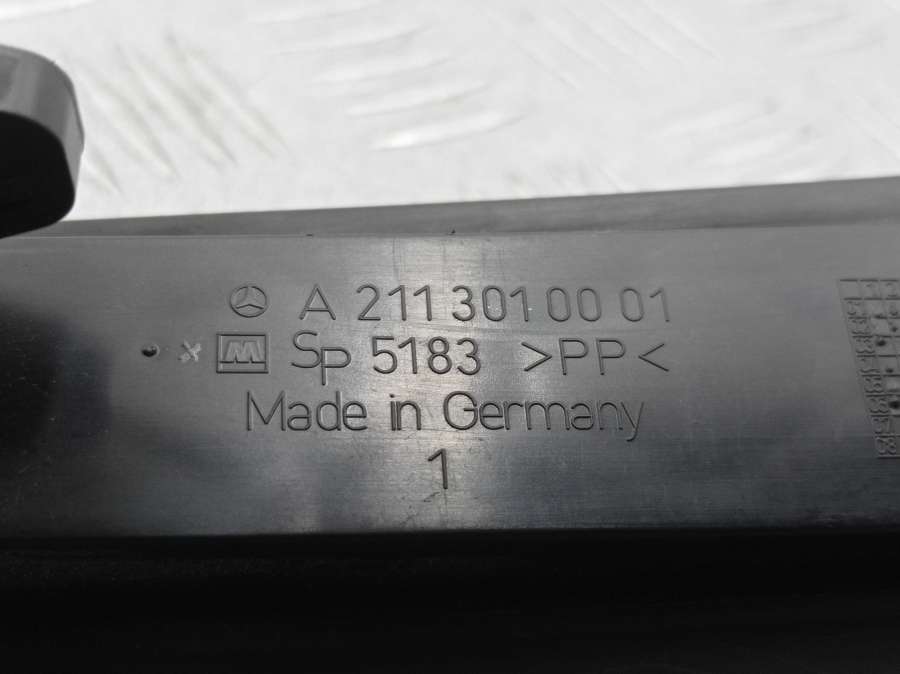 A 211 301 00 01
Sp 5183 >PP<
Made in Germany
1